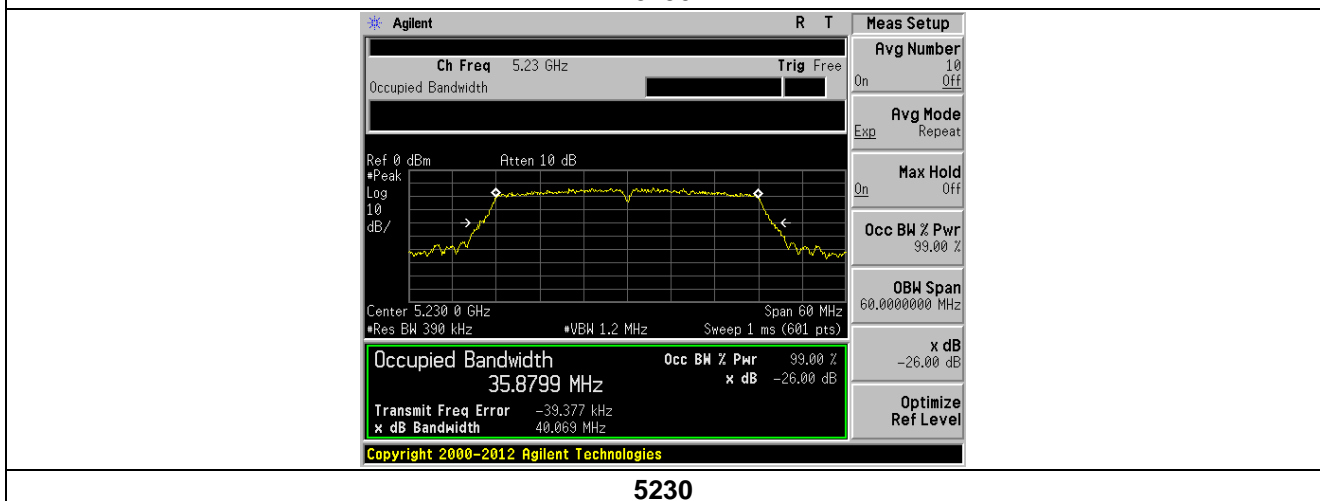 Agilent R T
Meas Setup
Ch Freq 5.23 GHz Trig Free
Occupied Bandwidth
Avg Number
10
On Off
Avg Mode
Exp Repeat
Max Hold
On Off
Occ BW % Pwr
99.00 %
OBW Span
60.0000000 MHz
x dB
-26.00 dB
Optimize
Ref Level
Ref 0 dBm Atten 10 dB
#Peak
Log
10
dB/
Center 5.230 0 GHz Span 60 MHz
#Res BW 390 kHz #VBW 1.2 MHz Sweep 1 ms (601 pts)
Occupied Bandwidth Occ BW % Pwr 99.00 %
35.8799 MHz x dB -26.00 dB
Transmit Freq Error -39.377 kHz
x dB Bandwidth 40.069 MHz
Copyright 2000-2012 Agilent Technologies
5230